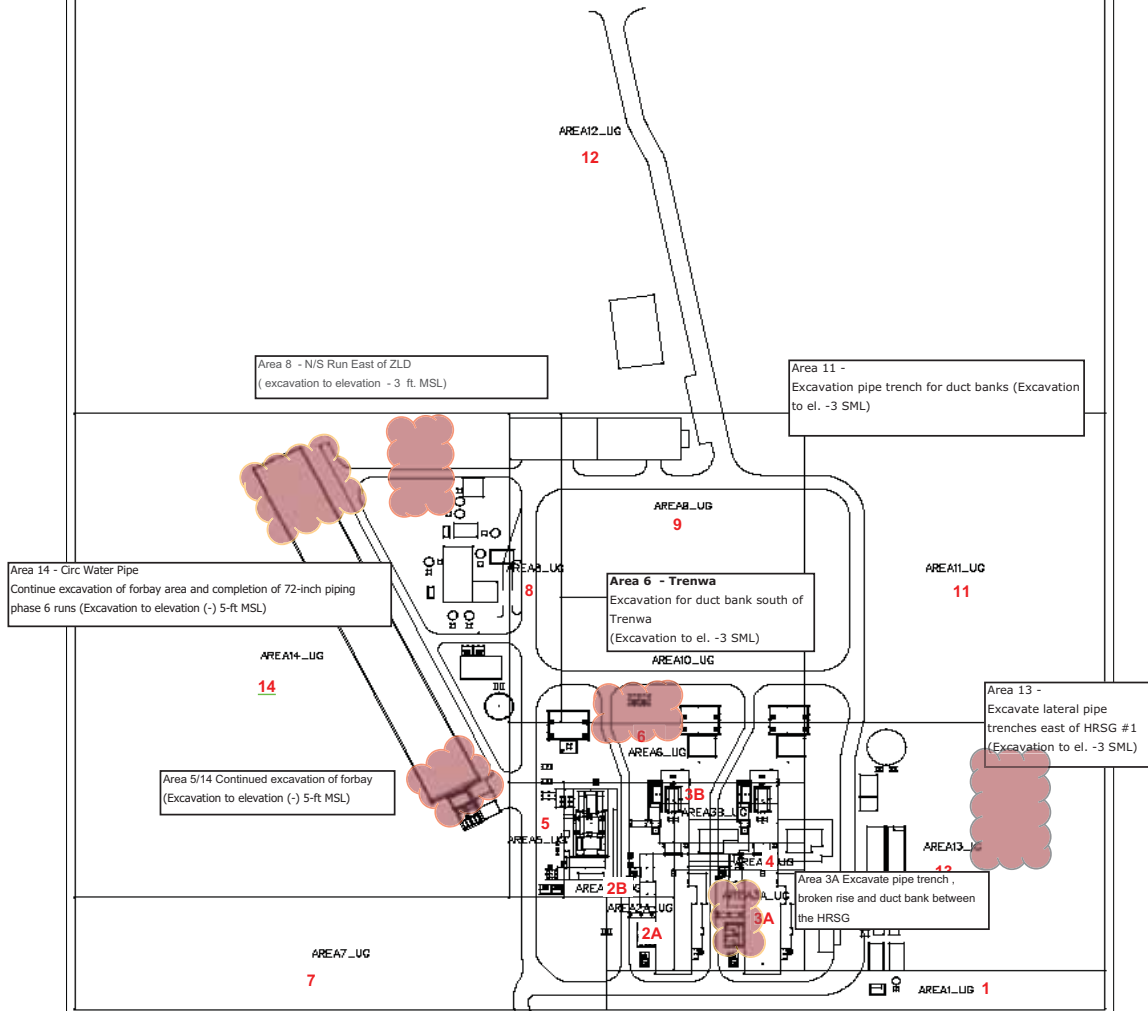 AREA12_UG
12
Area 8 - N/S Run East of ZLD
( excavation to elevation - 3 ft. MSL)
Area 11 -
Excavation pipe trench for duct banks (Excavation
to el. -3 SML)
AREA9_UG
9
Area 14 - Circ Water Pipe
Continue excavation of forbay area and completion of 72-inch piping
phase 6 runs (Excavation to elevation (-) 5-ft MSL)
AREA8_UG
8
Area 6 - Trenwa
Excavation for duct bank south of
Trenwa
(Excavation to el. -3 SML)
AREA11_UG
11
AREA14_UG
14
AREA10_UG
Area 13 -
Excavate lateral pipe
trenches east of HRSG #1
(Excavation to el. -3 SML)
6
AREA6_UG
Area 5/14 Continued excavation of forbay
(Excavation to elevation (-) 5-ft MSL)
3B
AREA3B_UG
5
AREA5_UG
AREA13_UG
13
4
Area 3A Excavate pipe trench ,
broken rise and duct bank between
the HRSG
2B
AREA2A_UG
2A
3A
AREA7_UG
7
AREA1_UG 1